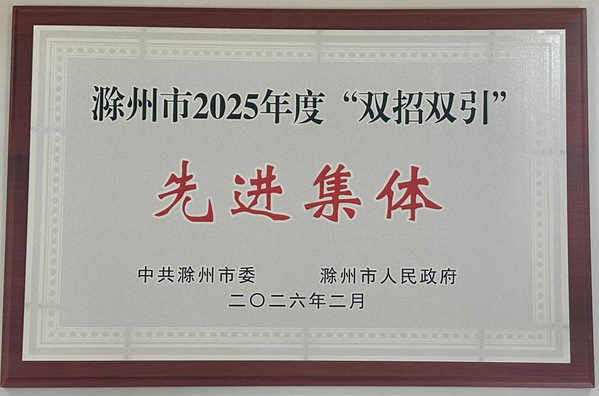 滁州市2025年度“双招双引”
先进集体
中共滁州市委 滁州市人民政府
二〇二六年二月